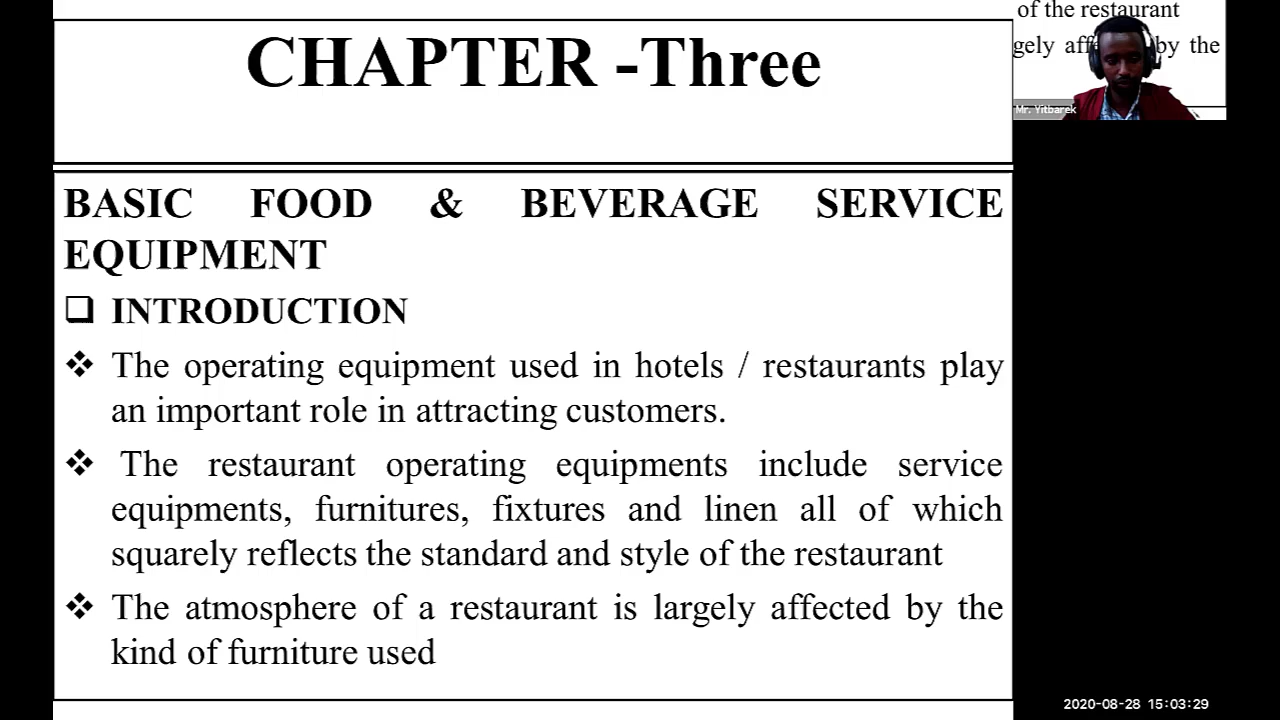 of the restaurant
by the
CHAPTER -Three
Mr. Yitbarek
BASIC FOOD & BEVERAGE SERVICE
EQUIPMENT
❑ INTRODUCTION
❖ The operating equipment used in hotels / restaurants play
an important role in attracting customers.
❖ The restaurant operating equipments include service
equipments, furnitures, fixtures and linen all of which
squarely reflects the standard and style of the restaurant
❖ The atmosphere of a restaurant is largely affected by the
kind of furniture used
2020-08-28 15:03:29